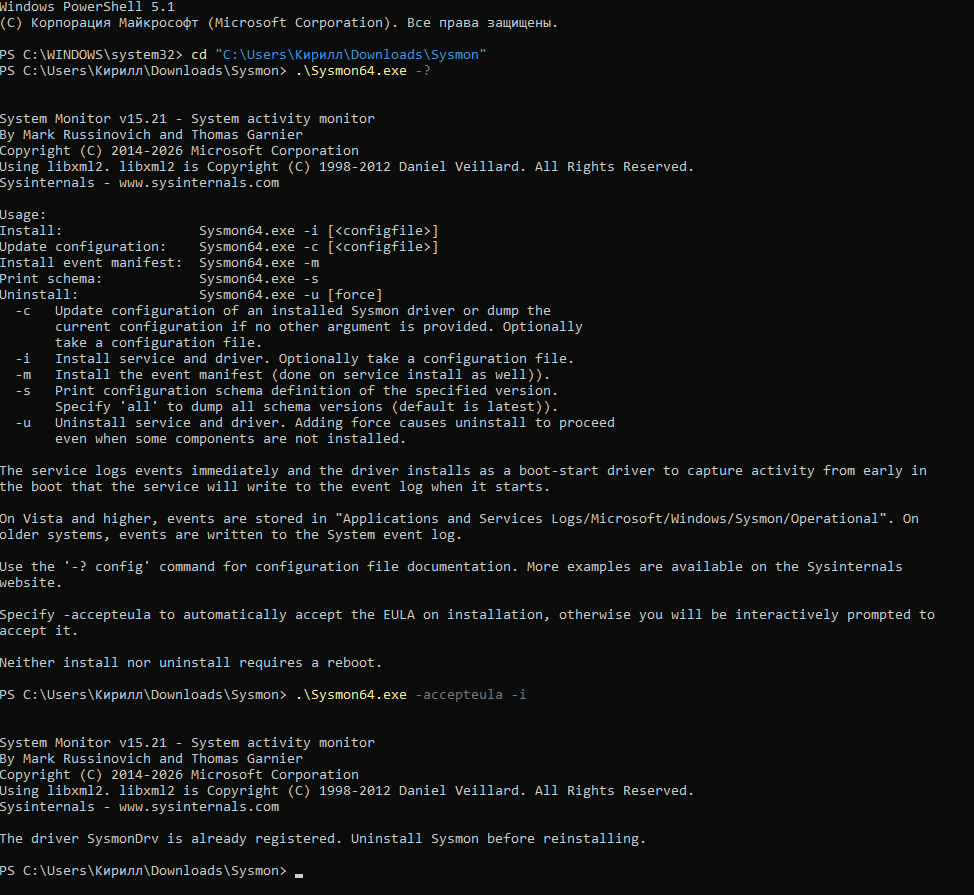 Windows PowerShell 5.1
(C) Корпорация Майкрософт (Microsoft Corporation). Все права защищены.
PS C:\WINDOWS\system32> cd "C:\Users\Кирилл\Downloads\Sysmon"
PS C:\Users\Кирилл\Downloads\Sysmon> .\Sysmon64.exe -?
System Monitor v15.21 - System activity monitor
By Mark Russinovich and Thomas Garnier
Copyright (C) 2014-2026 Microsoft Corporation
Using libxml2. libxml2 is Copyright (C) 1998-2012 Daniel Veillard. All Rights Reserved.
Sysinternals - www.sysinternals.com
Usage:
Install:                 Sysmon64.exe -i [<configfile>]
Update configuration:    Sysmon64.exe -c [<configfile>]
Install event manifest:  Sysmon64.exe -m
Print schema:            Sysmon64.exe -s
Uninstall:               Sysmon64.exe -u [force]
  -c   Update configuration of an installed Sysmon driver or dump the
       current configuration if no other argument is provided. Optionally
       take a configuration file.
  -i   Install service and driver. Optionally take a configuration file.
  -m   Install the event manifest (done on service install as well)).
  -s   Print configuration schema definition of the specified version.
       Specify 'all' to dump all schema versions (default is latest)).
  -u   Uninstall service and driver. Adding force causes uninstall to proceed
       even when some components are not installed.
The service logs events immediately and the driver installs as a boot-start driver to capture activity from early in
the boot that the service will write to the event log when it starts.
On Vista and higher, events are stored in "Applications and Services Logs/Microsoft/Windows/Sysmon/Operational". On
older systems, events are written to the System event log.
Use the '-? config' command for configuration file documentation. More examples are available on the Sysinternals
website.
Specify -accepteula to automatically accept the EULA on installation, otherwise you will be interactively prompted to
accept it.
Neither install nor uninstall requires a reboot.
PS C:\Users\Кирилл\Downloads\Sysmon> .\Sysmon64.exe -accepteula -i
System Monitor v15.21 - System activity monitor
By Mark Russinovich and Thomas Garnier
Copyright (C) 2014-2026 Microsoft Corporation
Using libxml2. libxml2 is Copyright (C) 1998-2012 Daniel Veillard. All Rights Reserved.
Sysinternals - www.sysinternals.com
The driver SysmonDrv is already registered. Uninstall Sysmon before reinstalling.
PS C:\Users\Кирилл\Downloads\Sysmon>